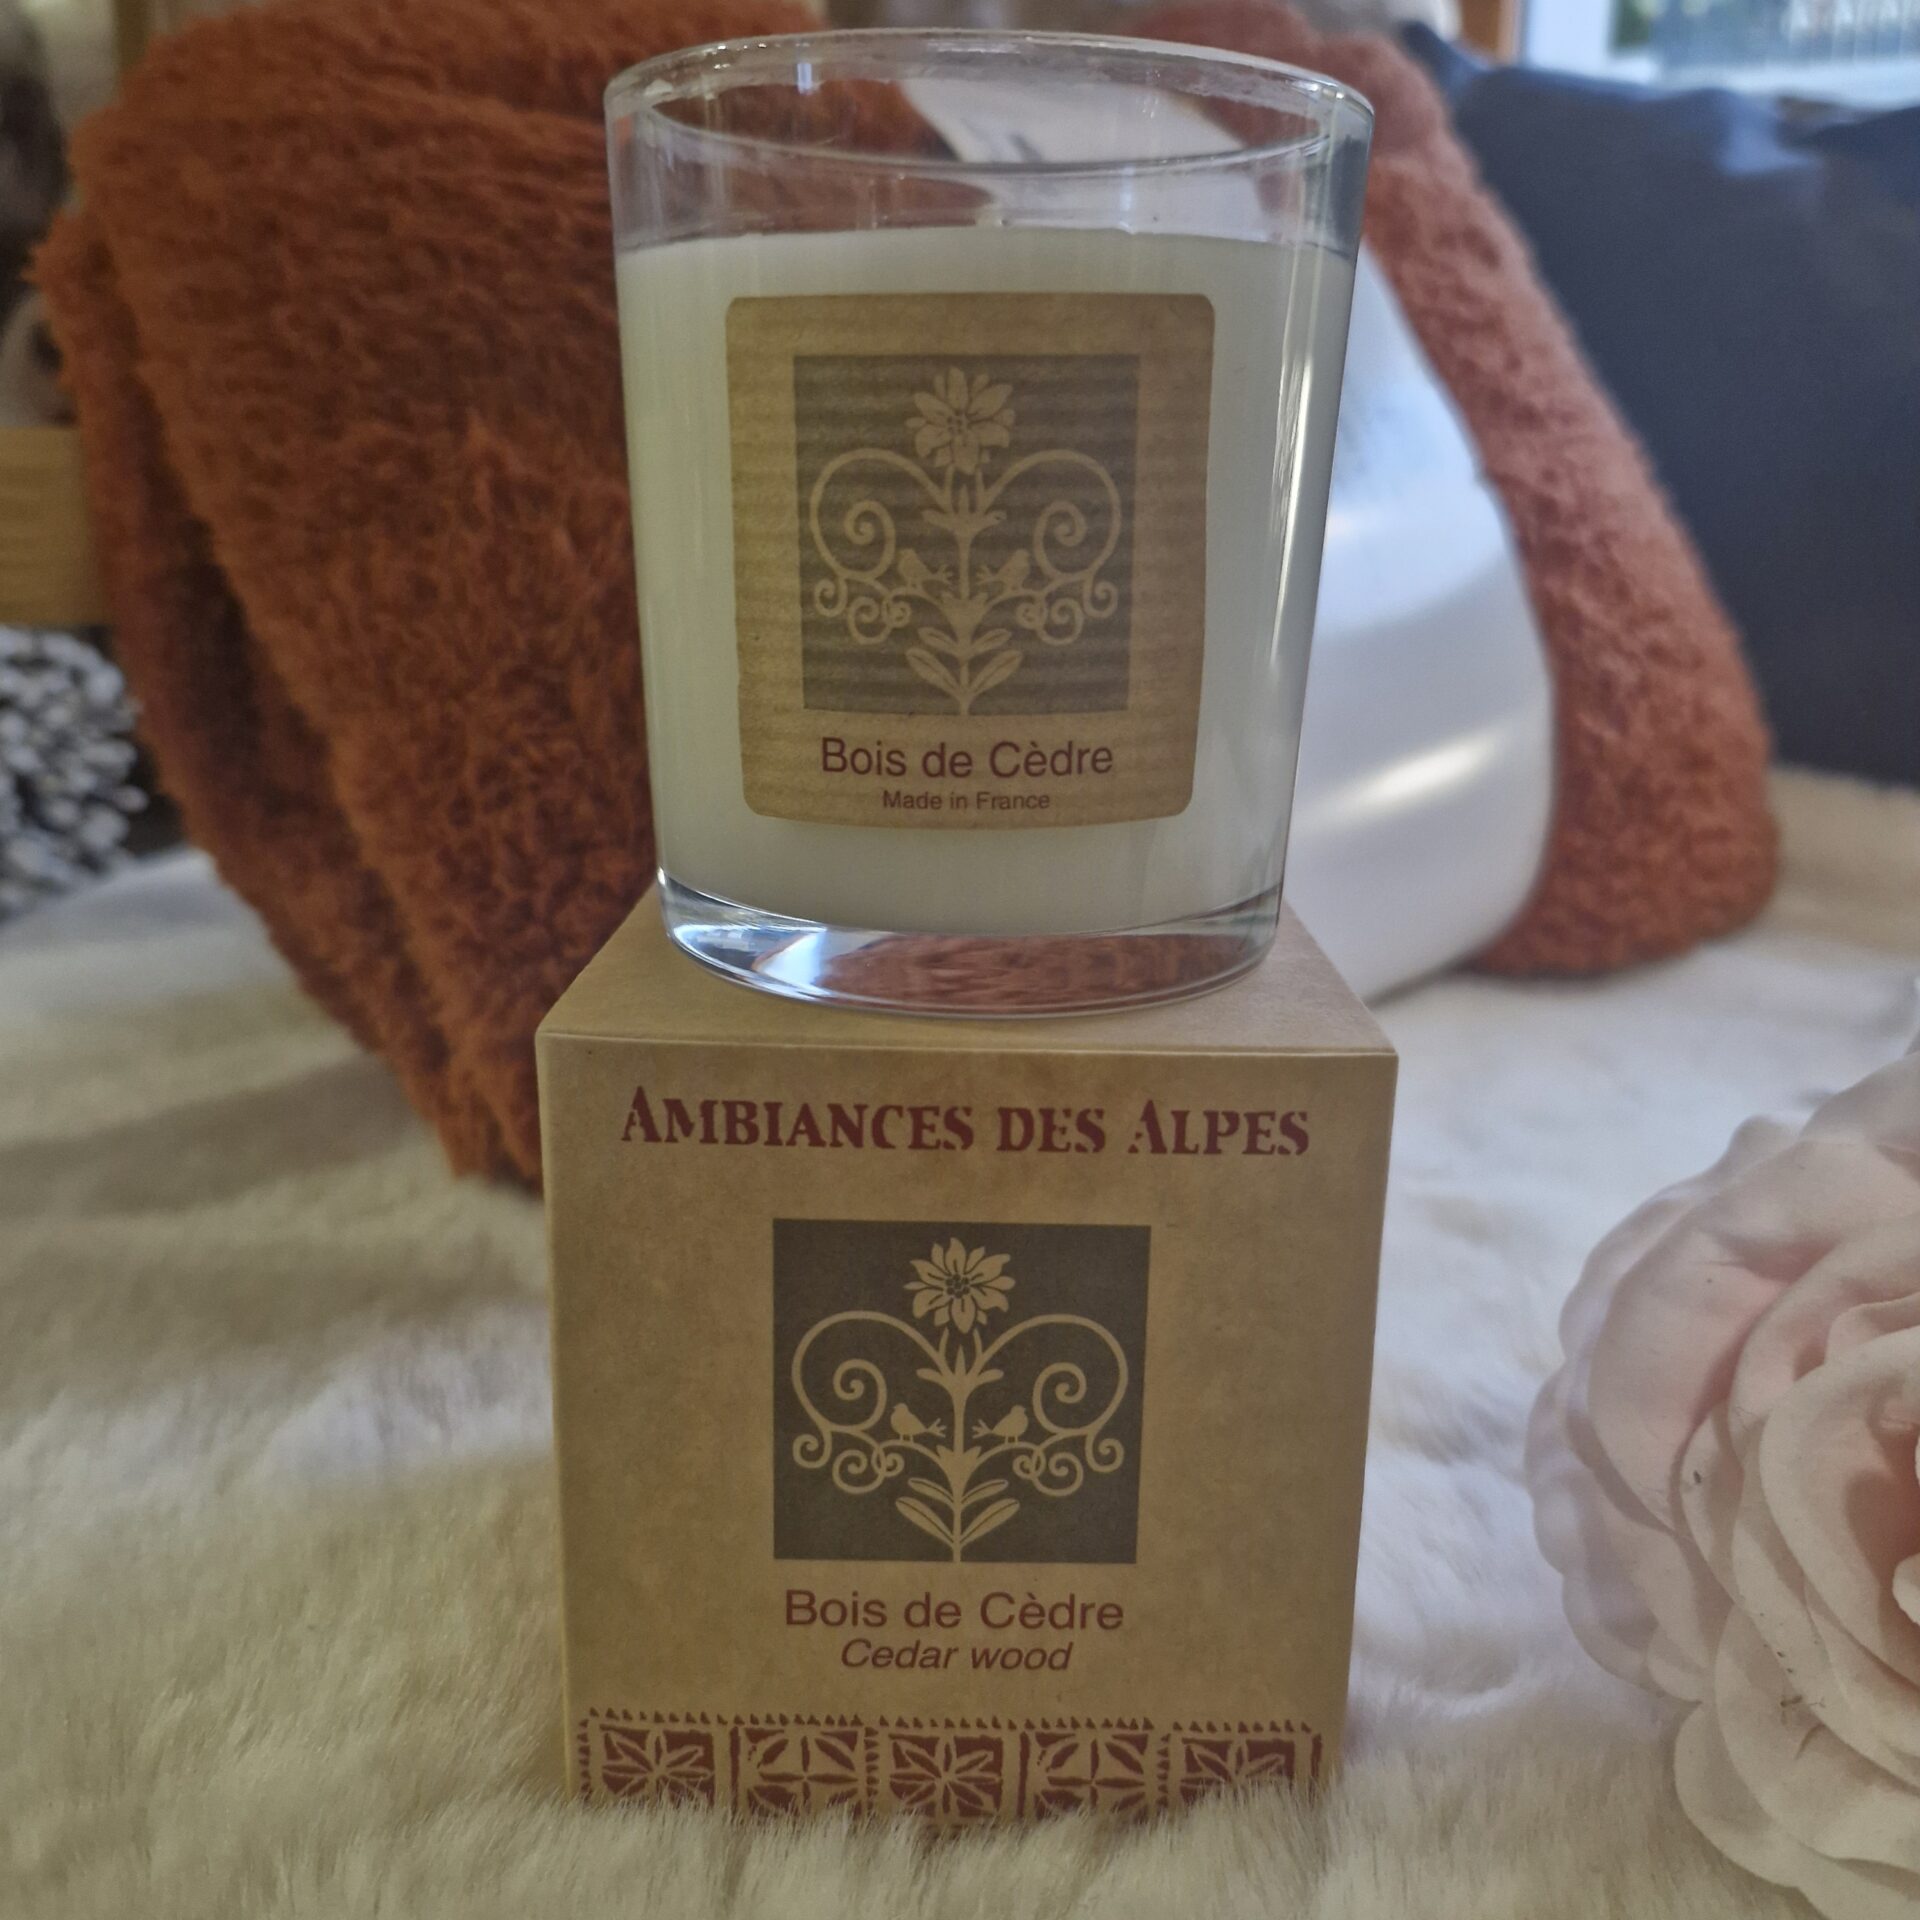 Bois de Cèdre
Made in France
AMBIANCES DES ALPES
Bois de Cèdre
Cedar wood